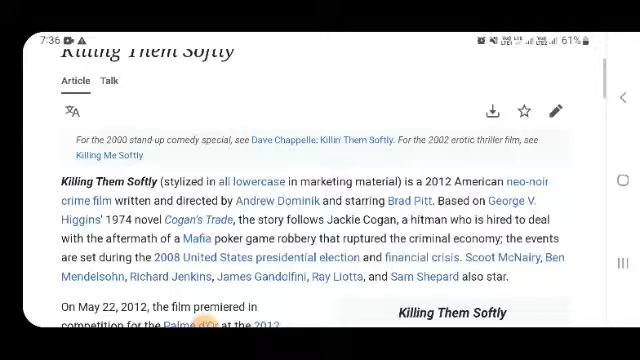 7:36
61%
Killing Them Softly
Article Talk
For the 2000 stand-up comedy special, see Dave Chappelle: Killin' Them Softly. For the 2002 erotic thriller film, see
Killing Me Softly
Killing Them Softly (stylized in all lowercase in marketing material) is a 2012 American neo-noir
crime film written and directed by Andrew Dominik and starring Brad Pitt. Based on George V.
Higgins' 1974 novel Cogan's Trade, the story follows Jackie Cogan, a hitman who is hired to deal
with the aftermath of a Mafia poker game robbery that ruptured the criminal economy; the events
are set during the 2008 United States presidential election and financial crisis. Scoot McNairy, Ben
Mendelsohn, Richard Jenkins, James Gandolfini, Ray Liotta, and Sam Shepard also star.
On May 22, 2012, the film premiered in
competition for the Palme d'Or at the 2012
Killing Them Softly